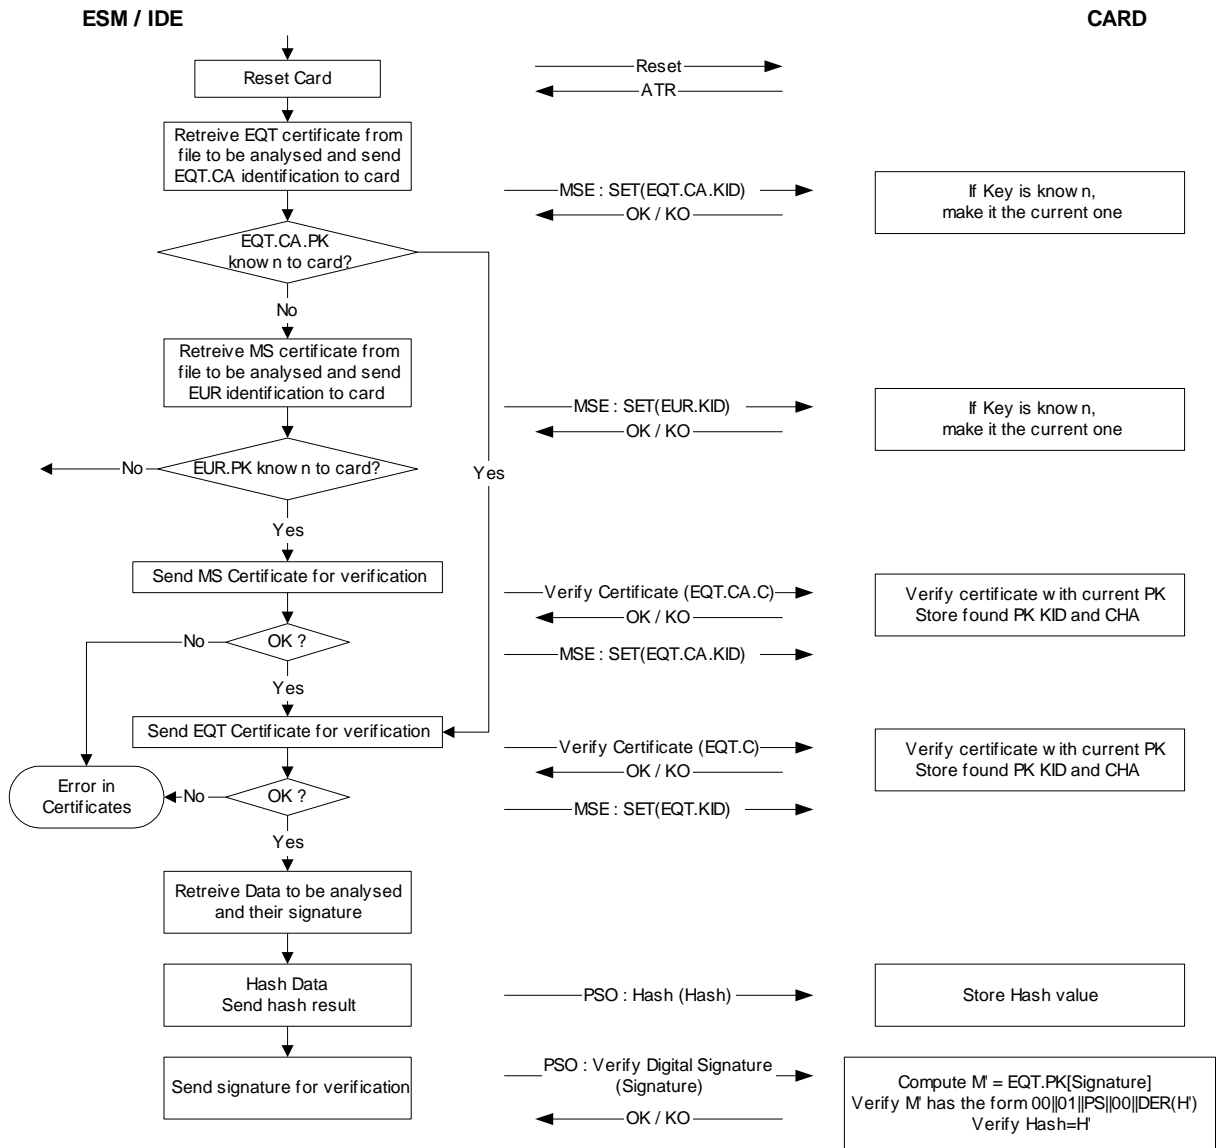 ESM / IDE
CARD
Reset Card
Reset
ATR
Retreive EQT certificate from
file to be analysed and send
EQT.CA identification to card
MSE : SET(EQT.CA.KID)
OK / KO
If Key is known,
make it the current one
EQT.CA.PK
known to card?
No
Retreive MS certificate from
file to be analysed and send
EUR identification to card
MSE : SET(EUR.KID)
OK / KO
If Key is known,
make it the current one
No
EUR.PK known to card?
Yes
Yes
Send MS Certificate for verification
Verify Certificate (EQT.CA.C)
OK / KO
Verify certificate with current PK
Store found PK KID and CHA
No
OK ?
MSE : SET(EQT.CA.KID)
Yes
Send EQT Certificate for verification
Verify Certificate (EQT.C)
OK / KO
Verify certificate with current PK
Store found PK KID and CHA
Error in
Certificates
No
OK ?
MSE : SET(EQT.KID)
Yes
Retreive Data to be analysed
and their signature
Hash Data
Send hash result
PSO : Hash (Hash)
Store Hash value
Send signature for verification
PSO : Verify Digital Signature
(Signature)
OK / KO
Compute M' = EQT.PK[Signature]
Verify M' has the form 00||01||PS||00||DER(H')
Verify Hash=H'